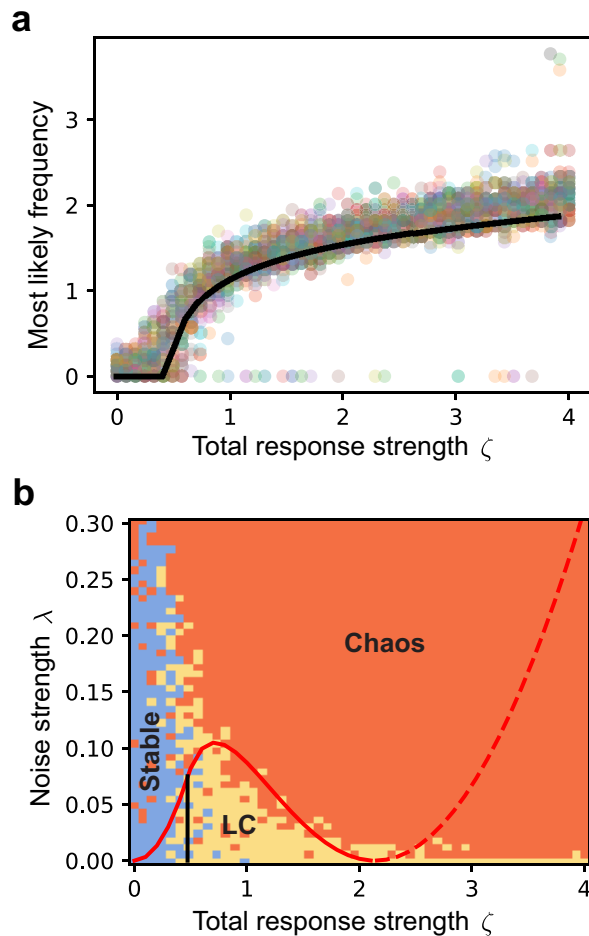 a
Most likely frequency
3
2
1
0
0 1 2 3 4
Total response strength ζ
b
Noise strength λ
0.30
0.25
0.20
0.15
0.10
0.05
0.00
Stable
Chaos
LC
0 1 2 3 4
Total response strength ζ